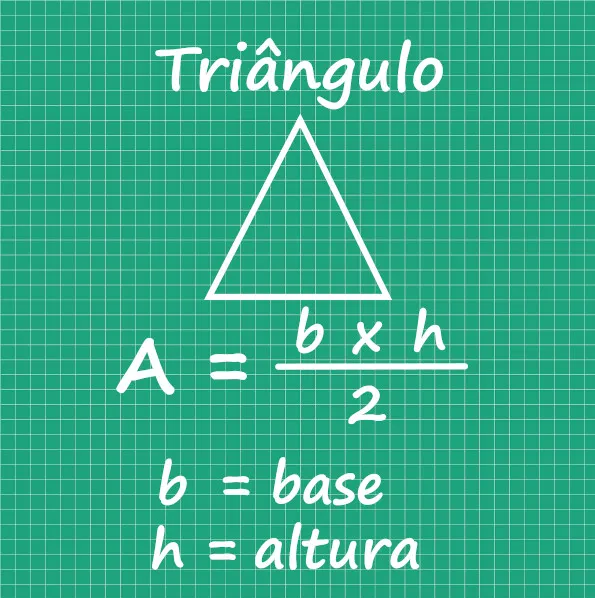 Triângulo
A = b x h
2
b = base
h = altura